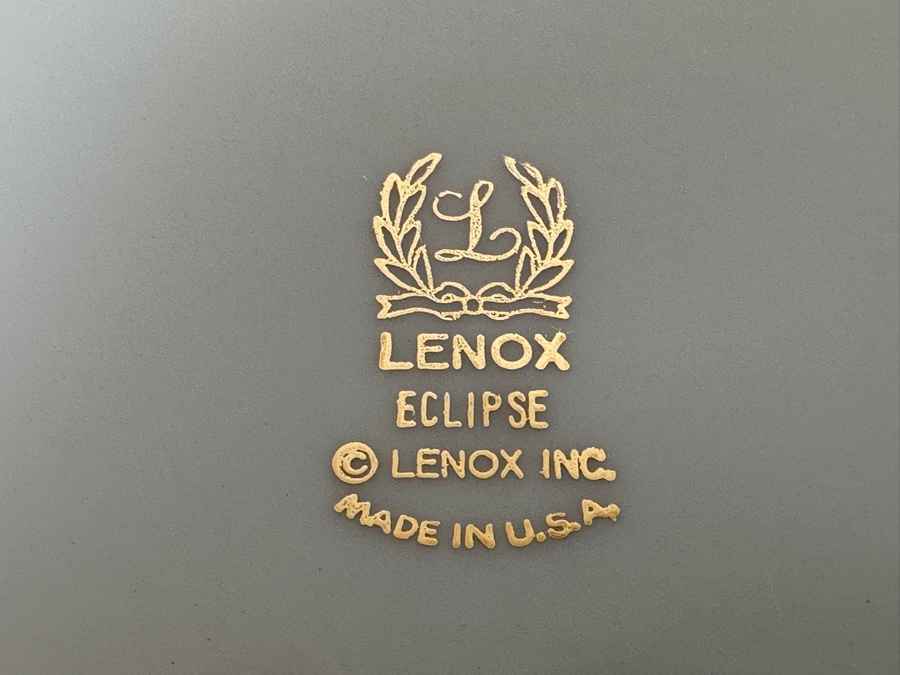 L
LENOX
ECLIPSE
© LENOX INC.
MADE IN U.S.A.